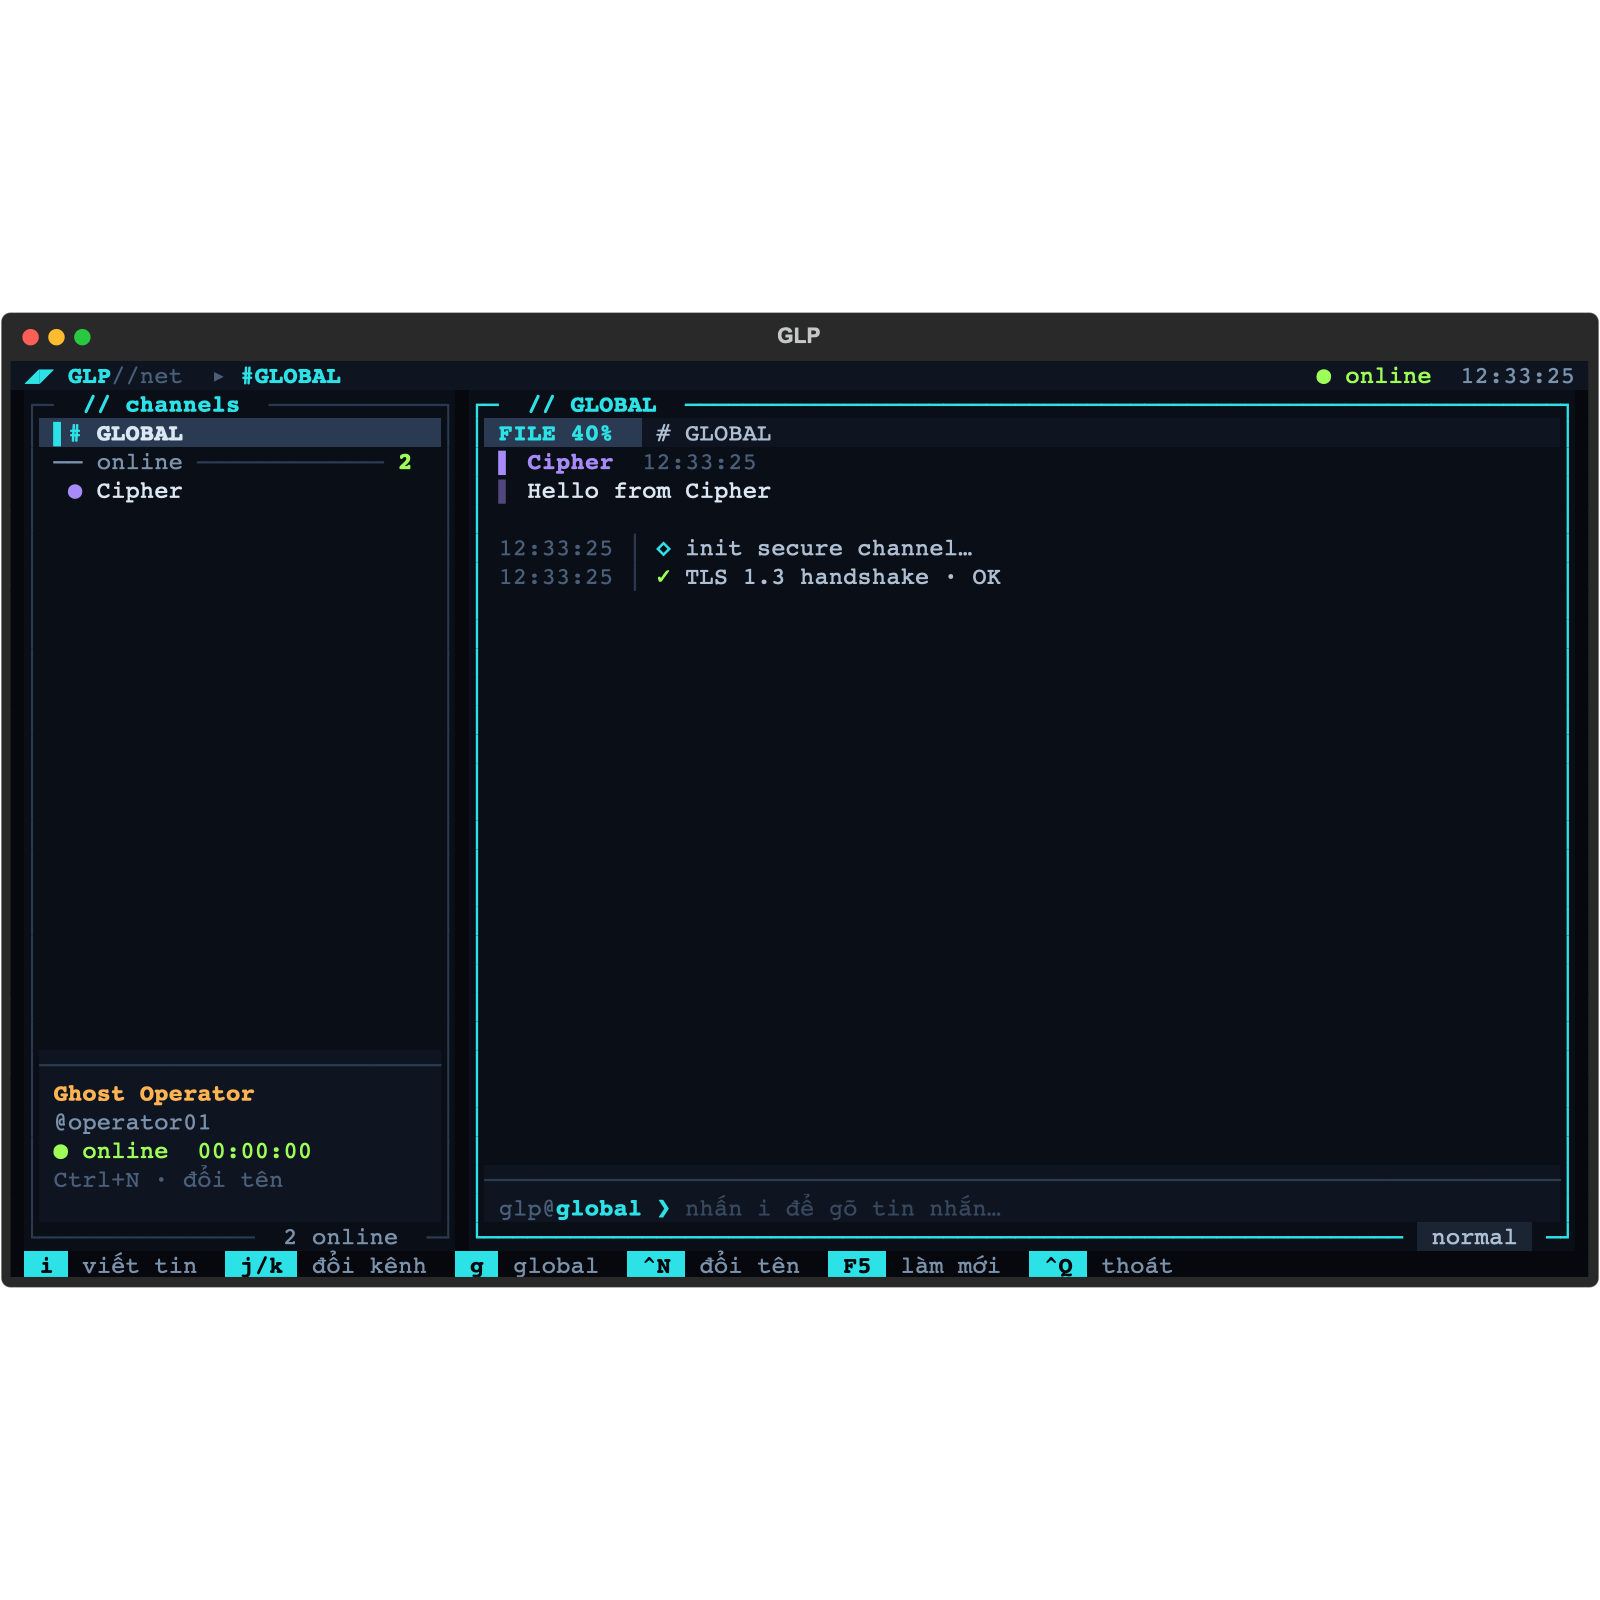 GLP
GLP//net ▸ #GLOBAL ● online 12:33:25
// channels
# GLOBAL
online 2
● Cipher
Ghost Operator
@operator01
● online 00:00:00
Ctrl+N · đổi tên
2 online
// GLOBAL
FILE 40% # GLOBAL
Cipher 12:33:25
Hello from Cipher
12:33:25 │ ◇ init secure channel…
12:33:25 │ ✓ TLS 1.3 handshake · OK
glp@global ❯ nhấn i để gõ tin nhắn…
normal
i viết tin j/k đổi kênh g global ^N đổi tên F5 làm mới ^Q thoát